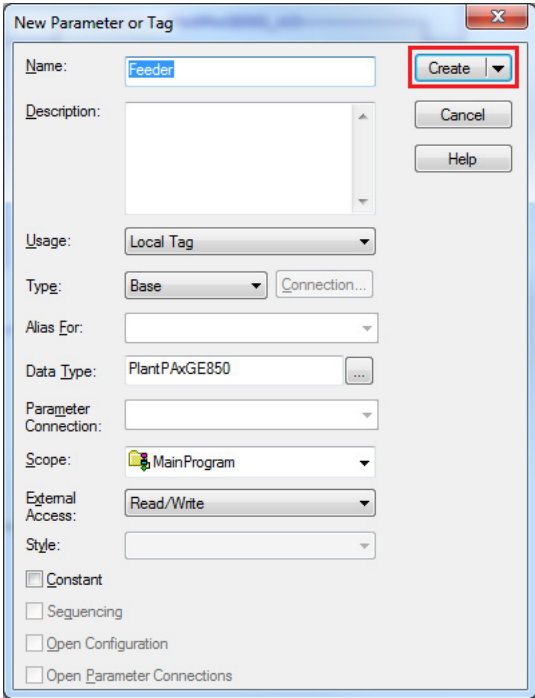 New Parameter or Tag
Name: Feeder Create
Description: Cancel
Help
Usage: Local Tag
Type: Base Connection...
Alias For:
Data Type: PlantPAxGE850 ...
Parameter
Connection:
Scope: MainProgram
External
Access: Read/Write
Style:
Constant
Sequencing
Open Configuration
Open Parameter Connections